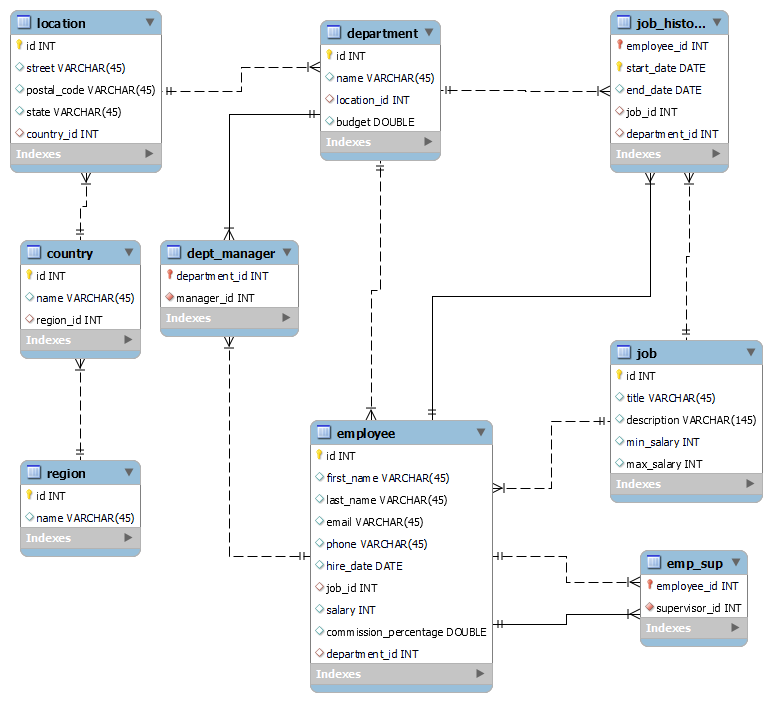 location
id INT
street VARCHAR(45)
postal_code VARCHAR(45)
state VARCHAR(45)
country_id INT
Indexes
department
id INT
name VARCHAR(45)
location_id INT
budget DOUBLE
Indexes
job_histo...
employee_id INT
start_date DATE
end_date DATE
job_id INT
department_id INT
Indexes
country
id INT
name VARCHAR(45)
region_id INT
Indexes
dept_manager
department_id INT
manager_id INT
Indexes
job
id INT
title VARCHAR(45)
description VARCHAR(145)
min_salary INT
max_salary INT
Indexes
region
id INT
name VARCHAR(45)
Indexes
employee
id INT
first_name VARCHAR(45)
last_name VARCHAR(45)
email VARCHAR(45)
phone VARCHAR(45)
hire_date DATE
job_id INT
salary INT
commission_percentage DOUBLE
department_id INT
Indexes
emp_sup
employee_id INT
supervisor_id INT
Indexes